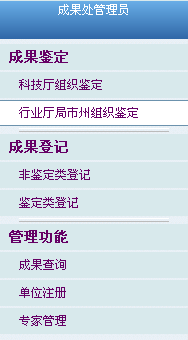 成果处管理员
成果鉴定
科技厅组织鉴定
行业厅局市州组织鉴定
成果登记
非鉴定类登记
鉴定类登记
管理功能
成果查询
单位注册
专家管理